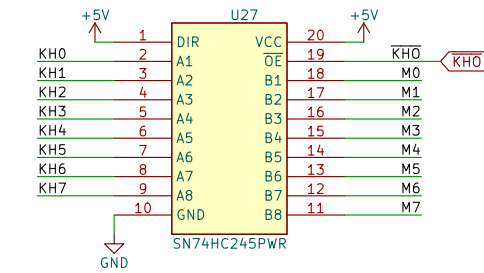 +5V U27 +5V
1 DIR VCC 20
KH0 2 A1 OE 19 KHO KHO
KH1 3 A2 B1 18 M0
KH2 4 A3 B2 17 M1
KH3 5 A4 B3 16 M2
KH4 6 A5 B4 15 M3
KH5 7 A6 B5 14 M4
KH6 8 A7 B6 13 M5
KH7 9 A8 B7 12 M6
10 GND B8 11 M7
SN74HC245PWR
GND